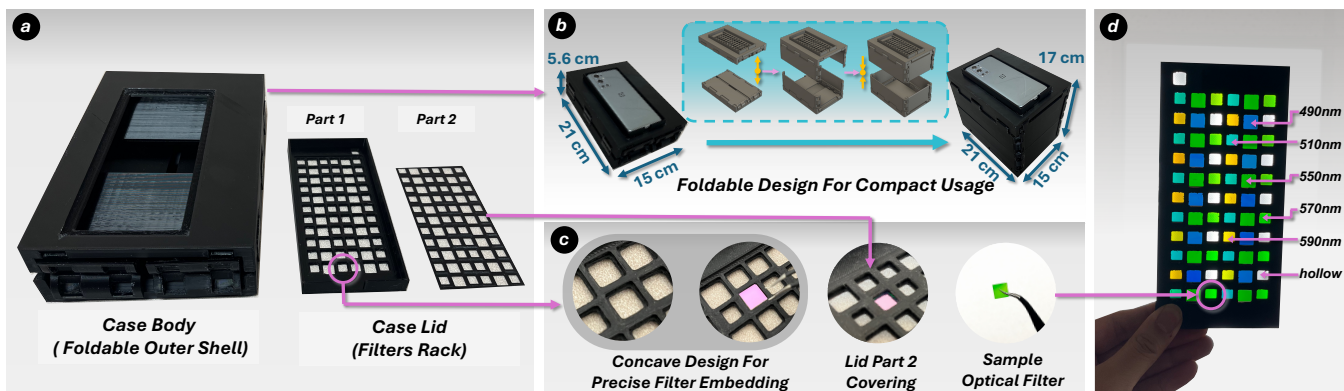 a
Part 1
Part 2
Case Body
( Foldable Outer Shell)
Case Lid
(Filters Rack)
b
5.6 cm
21 cm
15 cm
17 cm
21 cm
15 cm
Foldable Design For Compact Usage
c
Concave Design For
Precise Filter Embedding
Lid Part 2
Covering
Sample
Optical Filter
d
490nm
510nm
550nm
570nm
590nm
hollow